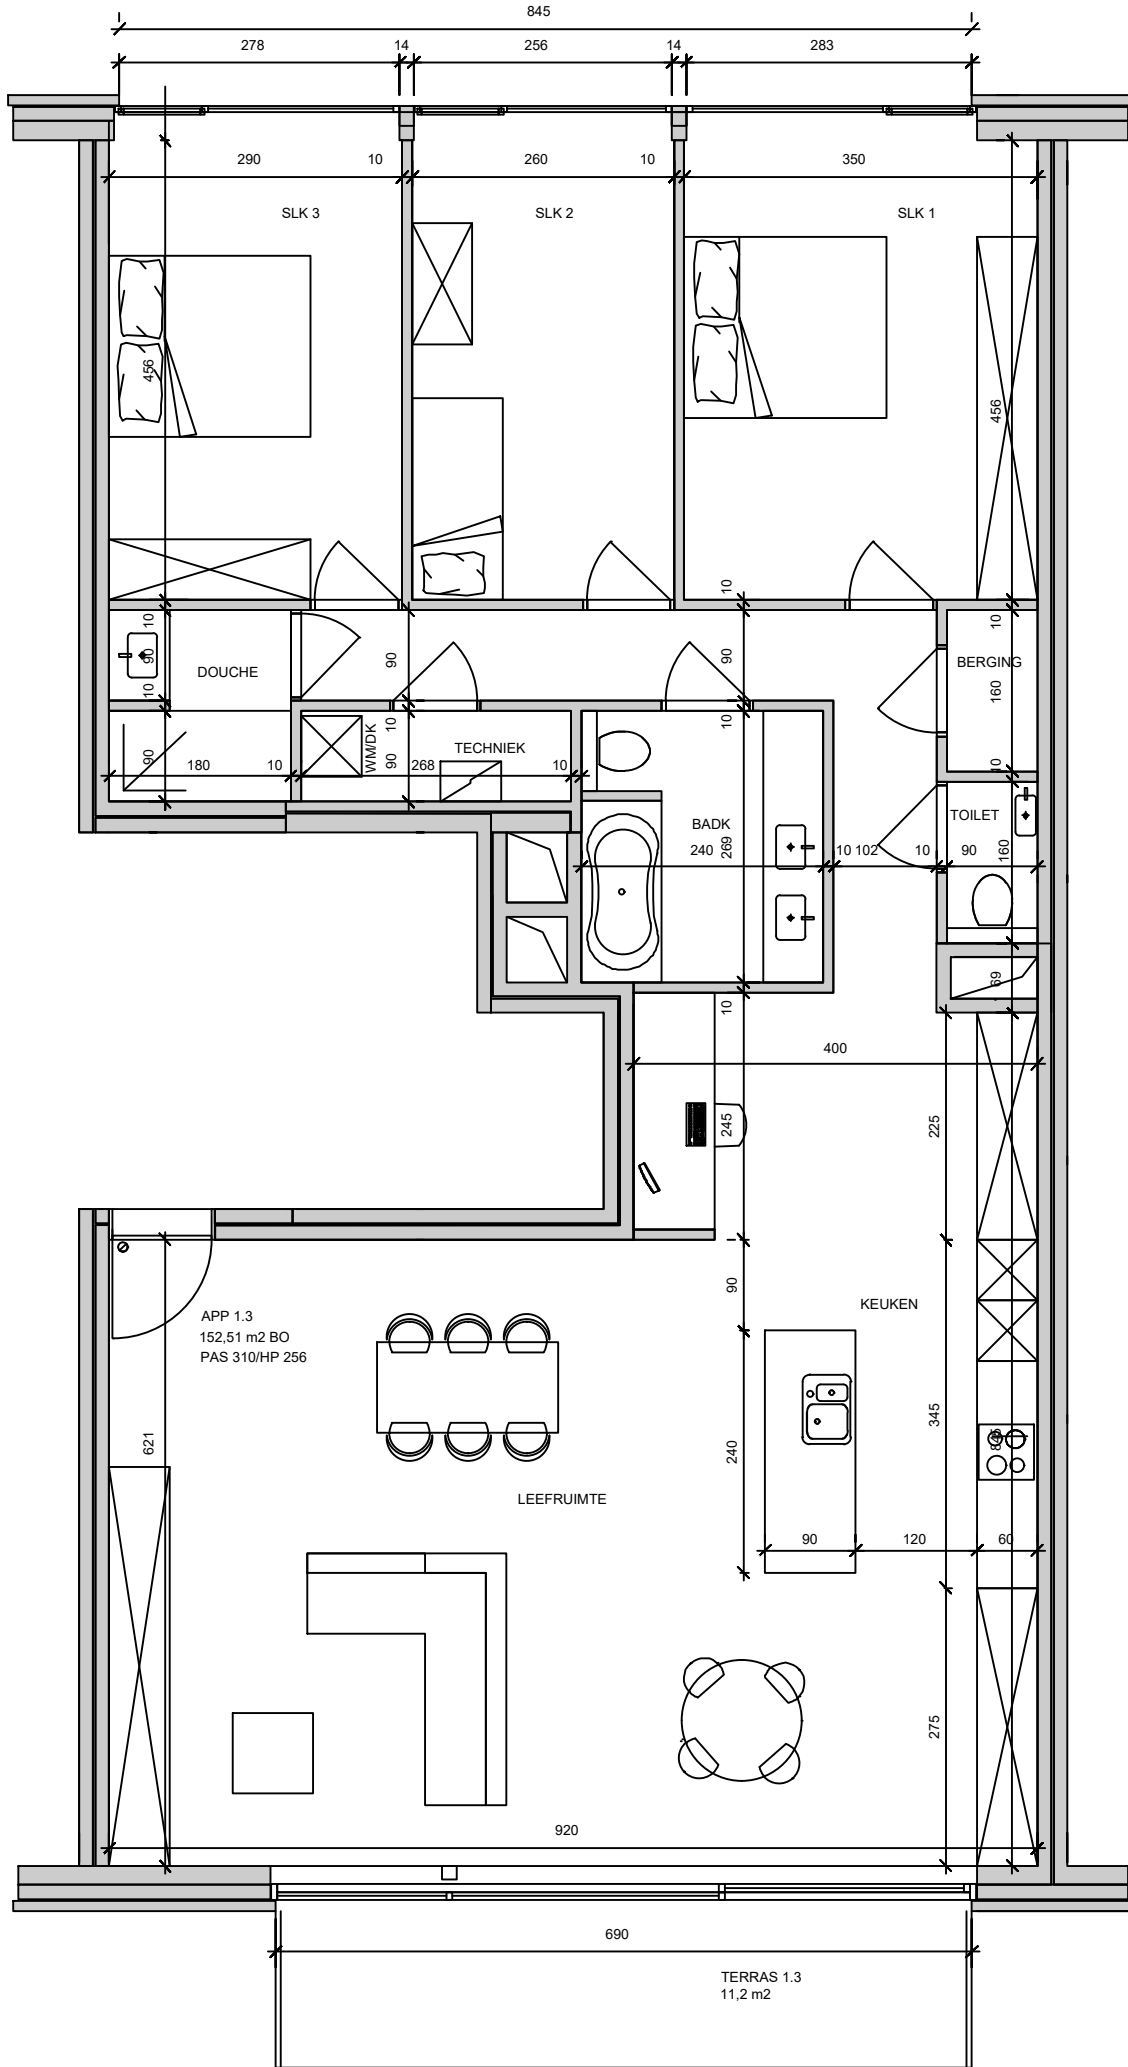 845
278 14 256 14 283
290 10 260 10 350
SLK 3 SLK 2 SLK 1
456
456
10
10 10
90 DOUCHE 90 90 BERGING
10 160
10 10
90 WM/DK TECHNIEK
90
180 10 268 10
10
TOILET
BADK
240 269 10 102 10 90
160
69
10
400
245 225
90
KEUKEN
APP 1.3
152,51 m2 BO
PAS 310/HP 256
621 240 345
LEEFRUIMTE
90 120 60
275
920
690
TERRAS 1.3
11,2 m2